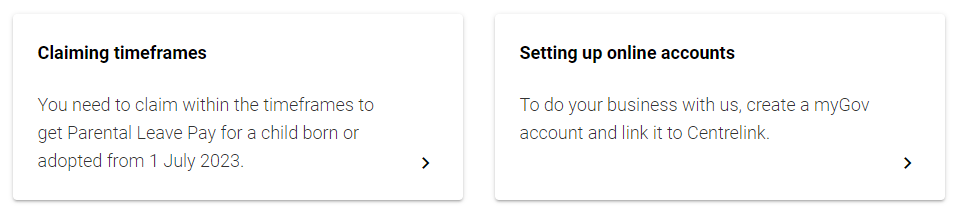 Claiming timeframes
You need to claim within the timeframes to
get Parental Leave Pay for a child born or
adopted from 1 July 2023.
Setting up online accounts
To do your business with us, create a myGov
account and link it to Centrelink.